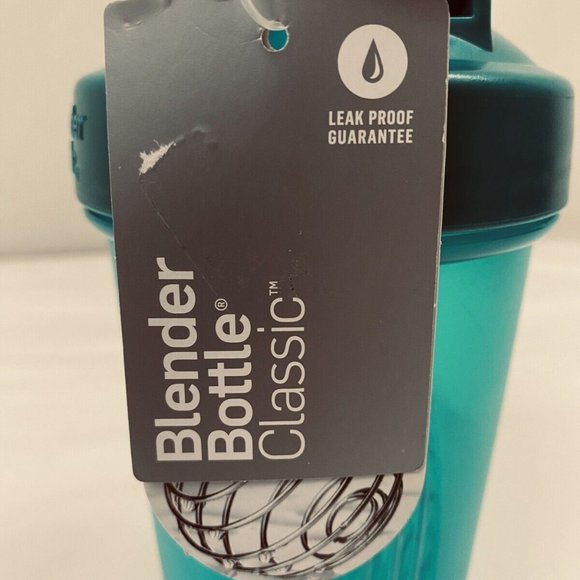 LEAK PROOF
GUARANTEE
Blender
Bottle®
Classic™